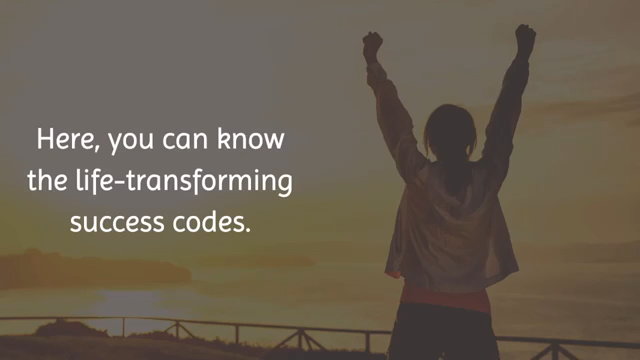 Here, you can know
the life-transforming
success codes.